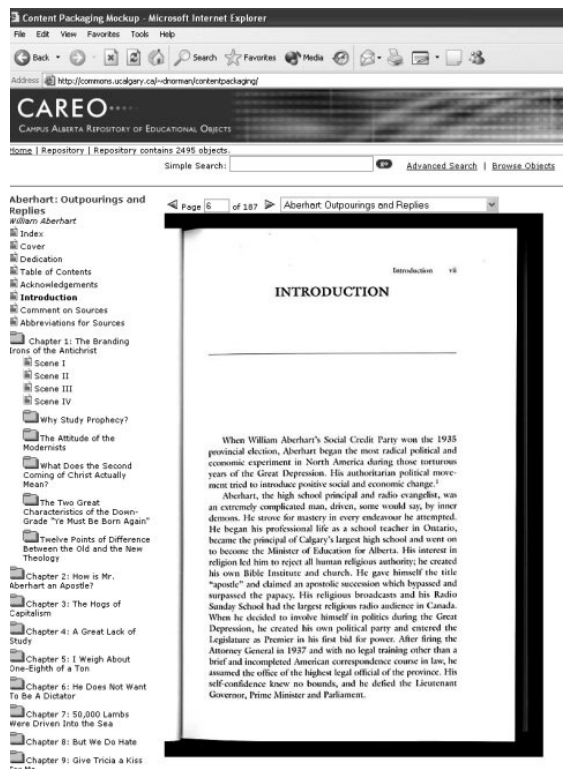 Content Packaging Mockup - Microsoft Internet Explorer
File Edit View Favorites Tools Help
Back Search Favorites Media
Address http://commons.ucalgary.ca/~dnorman/contentpackaging/
CAREO
CAMPUS ALBERTA REPOSITORY OF EDUCATIONAL OBJECTS
Home | Repository | Repository contains 2495 objects.
Simple Search: Advanced Search | Browse Objects
Aberhart: Outpourings and
Replies
William Aberhart
Index
Cover
Dedication
Table of Contents
Acknowledgements
Introduction
Comment on Sources
Abbreviations for Sources
Chapter 1: The Branding
Irons of the Antichrist
Scene I
Scene II
Scene III
Scene IV
Why Study Prophecy?
The Attitude of the
Modernists
What Does the Second
Coming of Christ Actually
Mean?
The Two Great
Characteristics of the Down-
Grade "Ye Must Be Born Again"
Twelve Points of Difference
Between the Old and the New
Theology
Chapter 2: How is Mr.
Aberhart an Apostle?
Chapter 3: The Hogs of
Capitalism
Chapter 4: A Great Lack of
Study
Chapter 5: I Weigh About
One-Eighth of a Ton
Chapter 6: He Does Not Want
To Be A Dictator
Chapter 7: 50,000 Lambs
Were Driven Into the Sea
Chapter 8: But We Do Hate
Chapter 9: Give Tricia a Kiss
Page 6 of 187 Aberhart: Outpourings and Replies
Introduction vii
INTRODUCTION
When William Aberhart's Social Credit Party won the 1935
provincial election, Aberhart began the most radical political and
economic experiment in North America during those torturous
years of the Great Depression. His authoritarian political move-
ment tried to introduce positive social and economic change.¹
Aberhart, the high school principal and radio evangelist, was
an extremely complicated man, driven, some would say, by inner
demons. He strove for mastery in every endeavour he attempted.
He began his professional life as a school teacher in Ontario,
became the principal of Calgary's largest high school and went on
to become the Minister of Education for Alberta. His interest in
religion led him to reject all human religious authority; he created
his own Bible Institute and church. He gave himself the title
"apostle" and claimed an apostolic succession which bypassed and
surpassed the papacy. His religious broadcasts and his Radio
Sunday School had the largest religious radio audience in Canada.
When he decided to involve himself in politics during the Great
Depression, he created his own political party and entered the
Legislature as Premier in his first bid for power. After firing the
Attorney General in 1937 and with no legal training other than a
brief and incompleted American correspondence course in law, he
assumed the office of the highest legal official of the province. His
self-confidence knew no bounds, and he defied the Lieutenant
Governor, Prime Minister and Parliament.